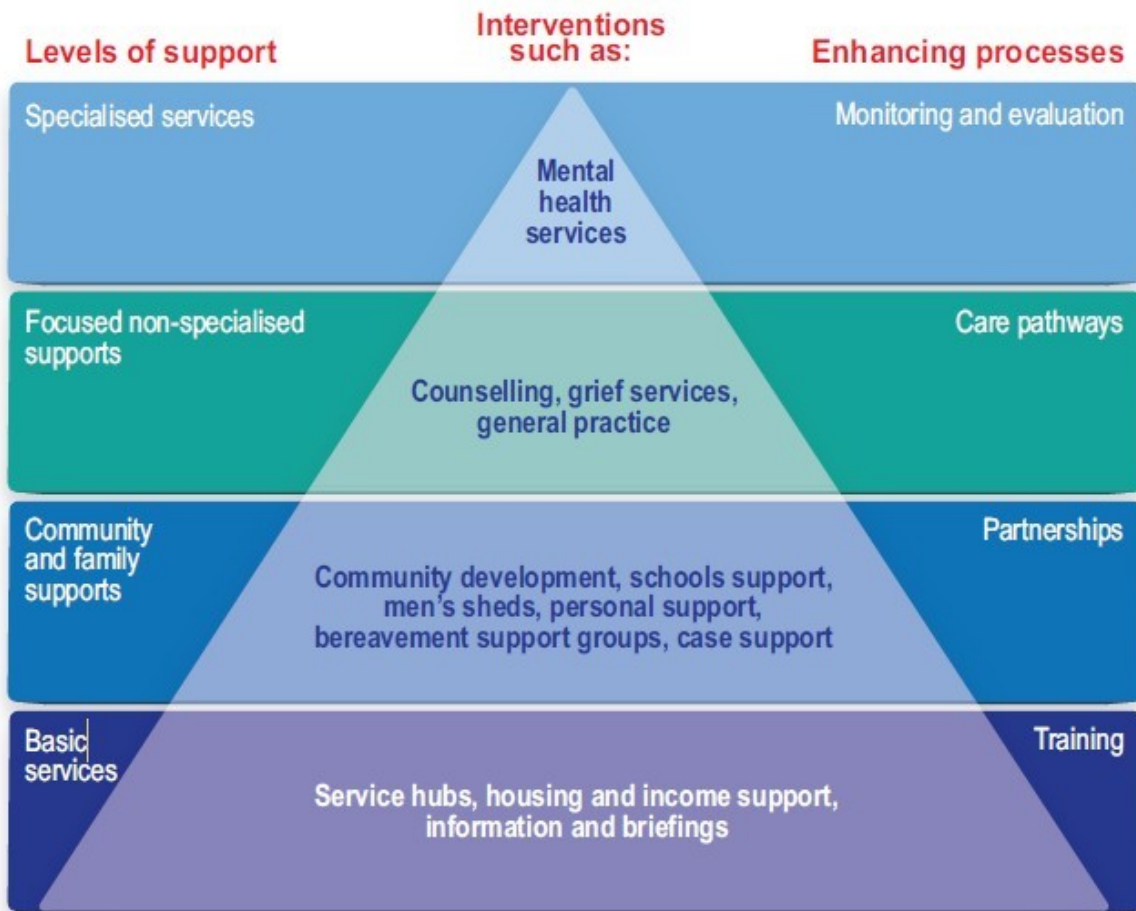 Levels of support
Interventions
such as:
Enhancing processes
Specialised services
Mental
health
services
Monitoring and evaluation
Focused non-specialised
supports
Counselling, grief services,
general practice
Care pathways
Community
and family
supports
Community development, schools support,
men’s sheds, personal support,
bereavement support groups, case support
Partnerships
Basic
services
Service hubs, housing and income support,
information and briefings
Training